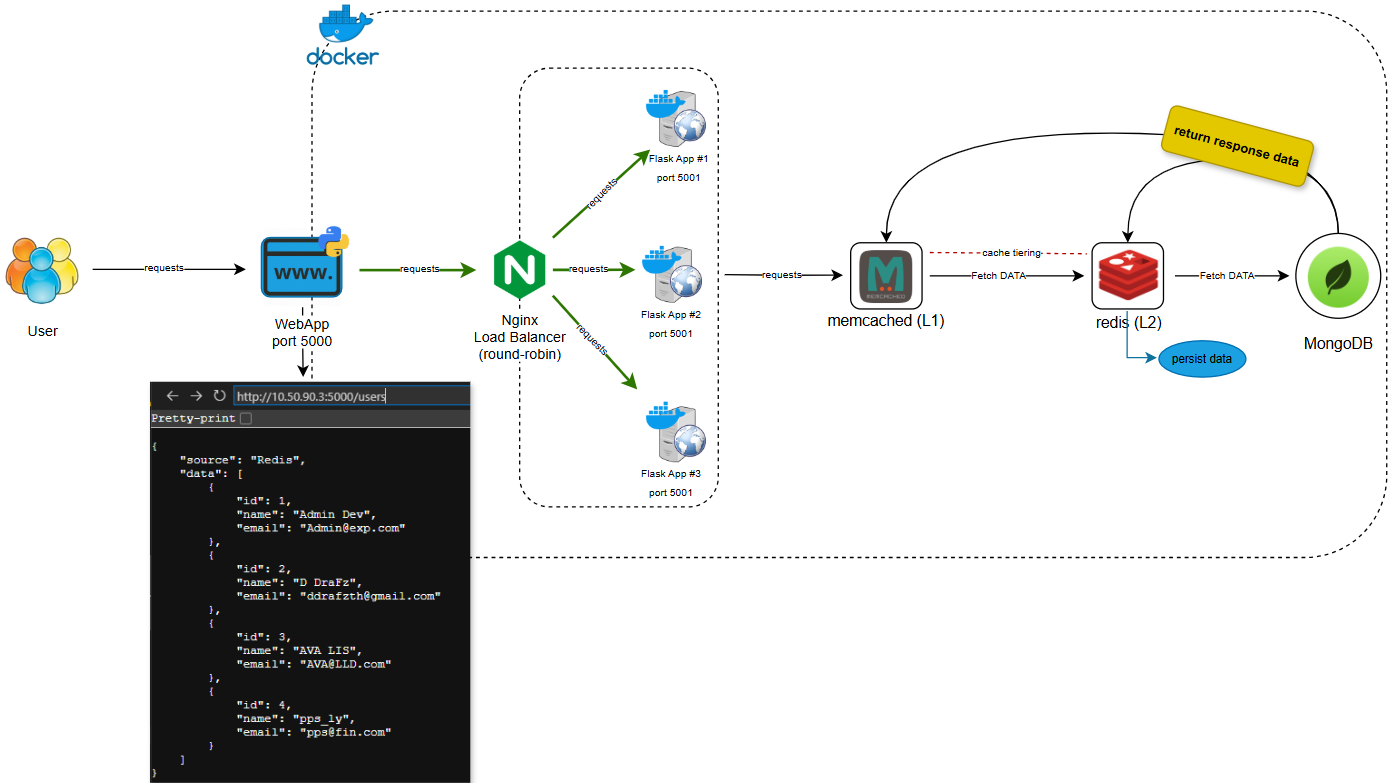 docker
return response data
Flask App #1
port 5001
requests
User
requests
www.
WebApp
port 5000
requests
N
Nginx
Load Balancer
(round-robin)
requests
Flask App #2
port 5001
requests
Flask App #3
port 5001
requests
M
MEMCACHED
memcached (L1)
cache tiering
Fetch DATA
redis (L2)
persist data
Fetch DATA
MongoDB
http://10.50.90.3:5000/users
Pretty-print
{
"source": "Redis",
"data": [
{
"id": 1,
"name": "Admin Dev",
"email": "Admin@exp.com"
},
{
"id": 2,
"name": "D DraFz",
"email": "ddrafzth@gmail.com"
},
{
"id": 3,
"name": "AVA LIS",
"email": "AVA@LLD.com"
},
{
"id": 4,
"name": "pps_ly",
"email": "pps@fin.com"
}
]
}